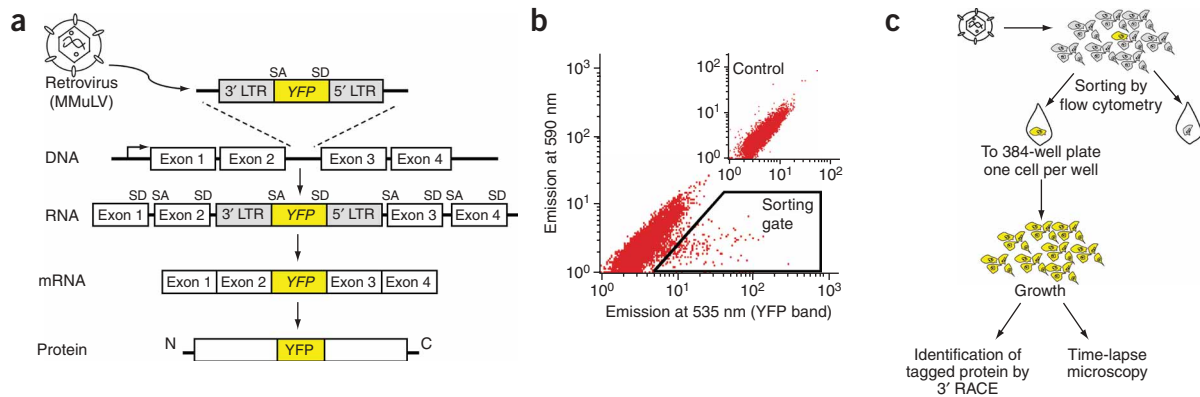 a
Retrovirus
(MMuLV)
SA SD
3′ LTR YFP 5′ LTR
DNA
Exon 1 Exon 2 Exon 3 Exon 4
SD SA SD SA SD SA SD SA
RNA
Exon 1 Exon 2 3′ LTR YFP 5′ LTR Exon 3 Exon 4
mRNA
Exon 1 Exon 2 YFP Exon 3 Exon 4
Protein
N YFP C
b
Emission at 590 nm
10³
10²
10¹
10⁰
10⁰ 10¹ 10² 10³
Emission at 535 nm (YFP band)
Control
10²
10¹
10⁰
10⁰ 10¹ 10²
Sorting
gate
c
Sorting by
flow cytometry
To 384-well plate
one cell per well
Growth
Identification of
tagged protein by
3′ RACE
Time-lapse
microscopy